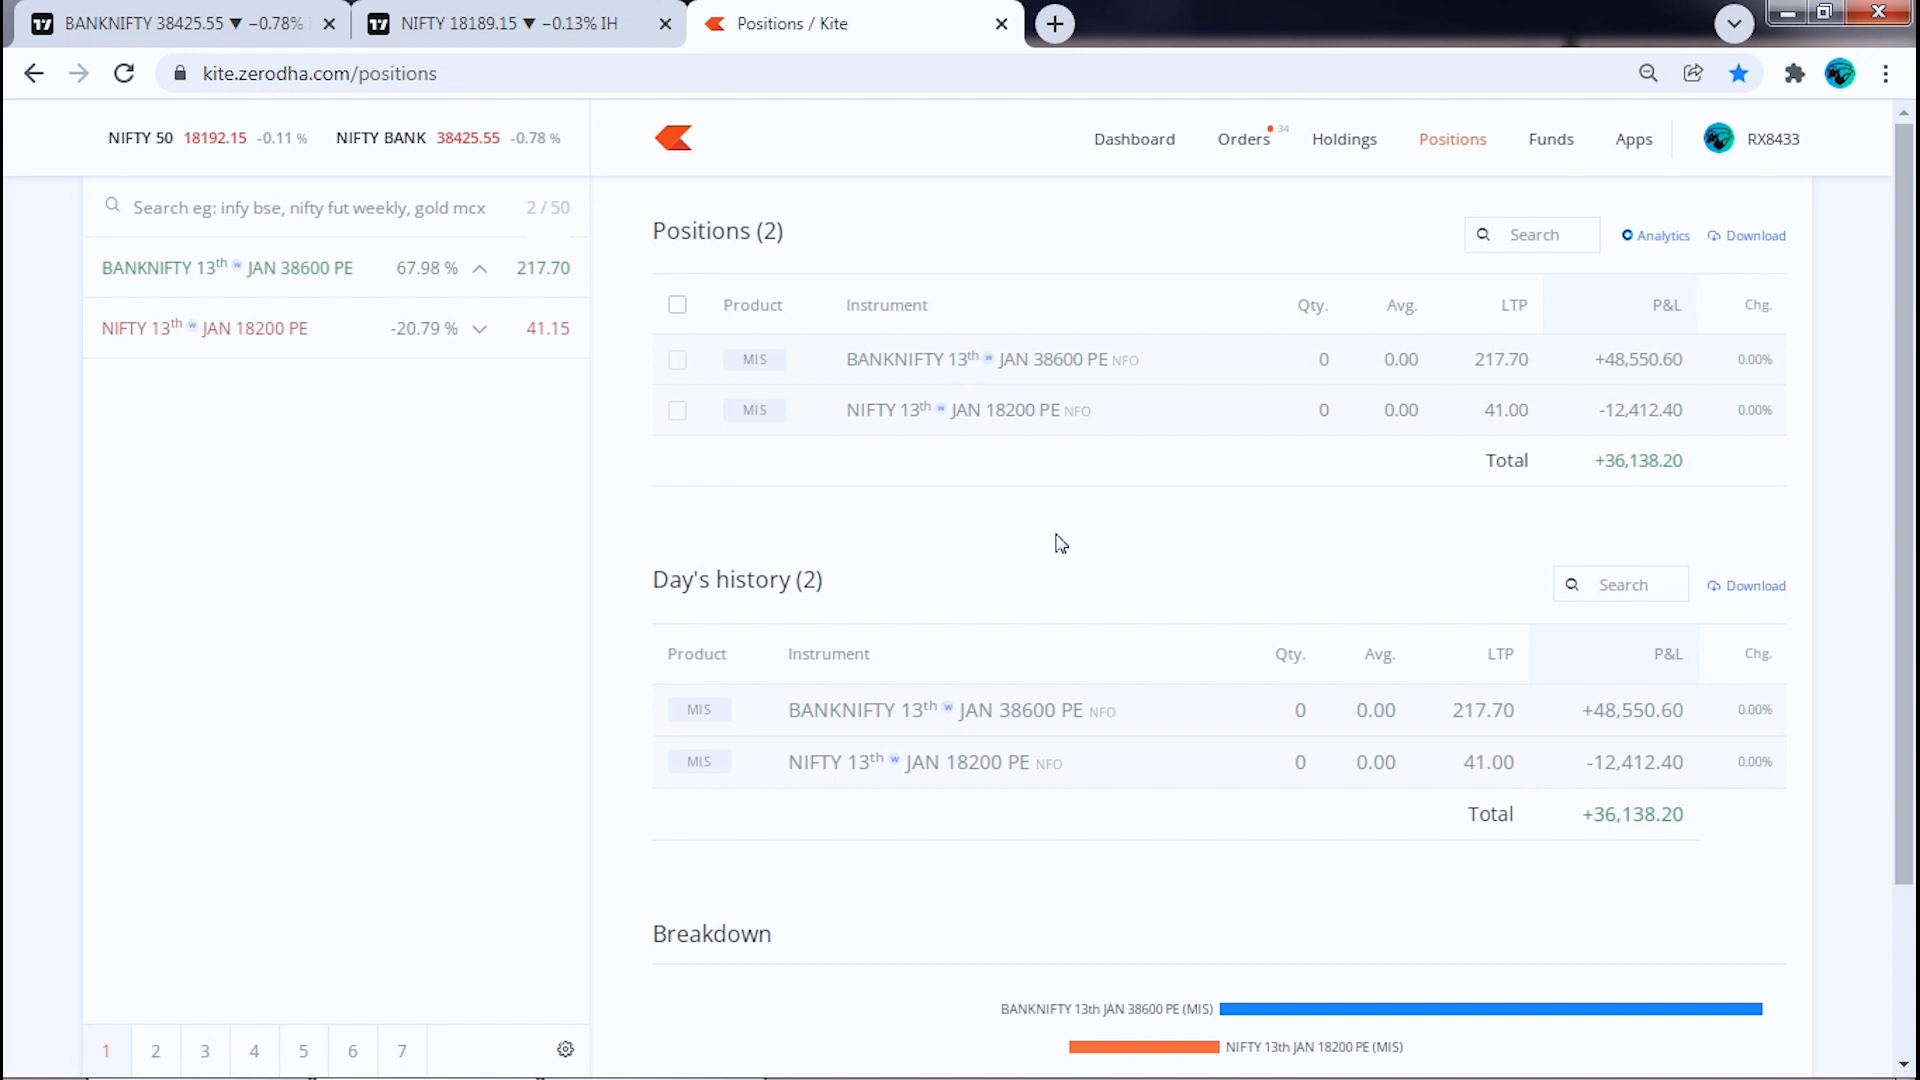 BANKNIFTY 38425.55 ▼ −0.78%
NIFTY 18189.15 ▼ −0.13% IH
Positions / Kite
kite.zerodha.com/positions
NIFTY 50 18192.15 -0.11 % NIFTY BANK 38425.55 -0.78 %
Dashboard Orders 34 Holdings Positions Funds Apps RX8433
Search eg: infy bse, nifty fut weekly, gold mcx 2 / 50
BANKNIFTY 13th w JAN 38600 PE 67.98 % 217.70
NIFTY 13th w JAN 18200 PE -20.79 % 41.15
1 2 3 4 5 6 7
Positions (2)
Search Analytics Download
Product Instrument Qty. Avg. LTP P&L Chg.
MIS BANKNIFTY 13th w JAN 38600 PE NFO 0 0.00 217.70 +48,550.60 0.00%
MIS NIFTY 13th w JAN 18200 PE NFO 0 0.00 41.00 -12,412.40 0.00%
Total +36,138.20
Day's history (2)
Search Download
Product Instrument Qty. Avg. LTP P&L Chg.
MIS BANKNIFTY 13th w JAN 38600 PE NFO 0 0.00 217.70 +48,550.60 0.00%
MIS NIFTY 13th w JAN 18200 PE NFO 0 0.00 41.00 -12,412.40 0.00%
Total +36,138.20
Breakdown
BANKNIFTY 13th JAN 38600 PE (MIS)
NIFTY 13th JAN 18200 PE (MIS)